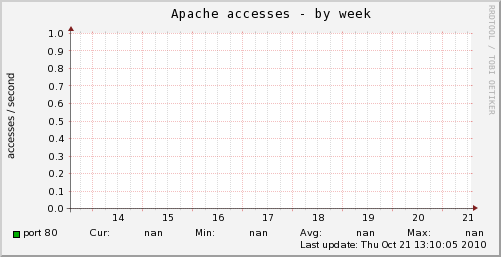 Apache accesses - by week
RRDTOOL / TOBI OETIKER
accesses / second
1.0
0.9
0.8
0.7
0.6
0.5
0.4
0.3
0.2
0.1
0.0
14 15 16 17 18 19 20 21
port 80 Cur: nan Min: nan Avg: nan Max: nan
Last update: Thu Oct 21 13:10:05 2010